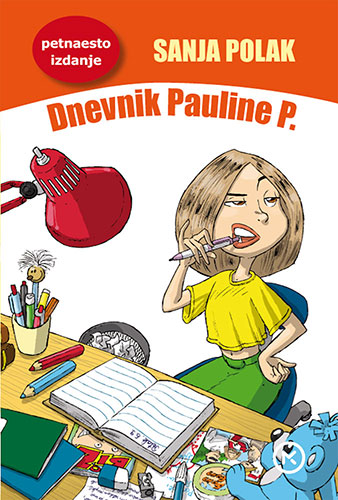 petnaesto
izdanje
SANJA POLAK
Dnevnik Pauline P.